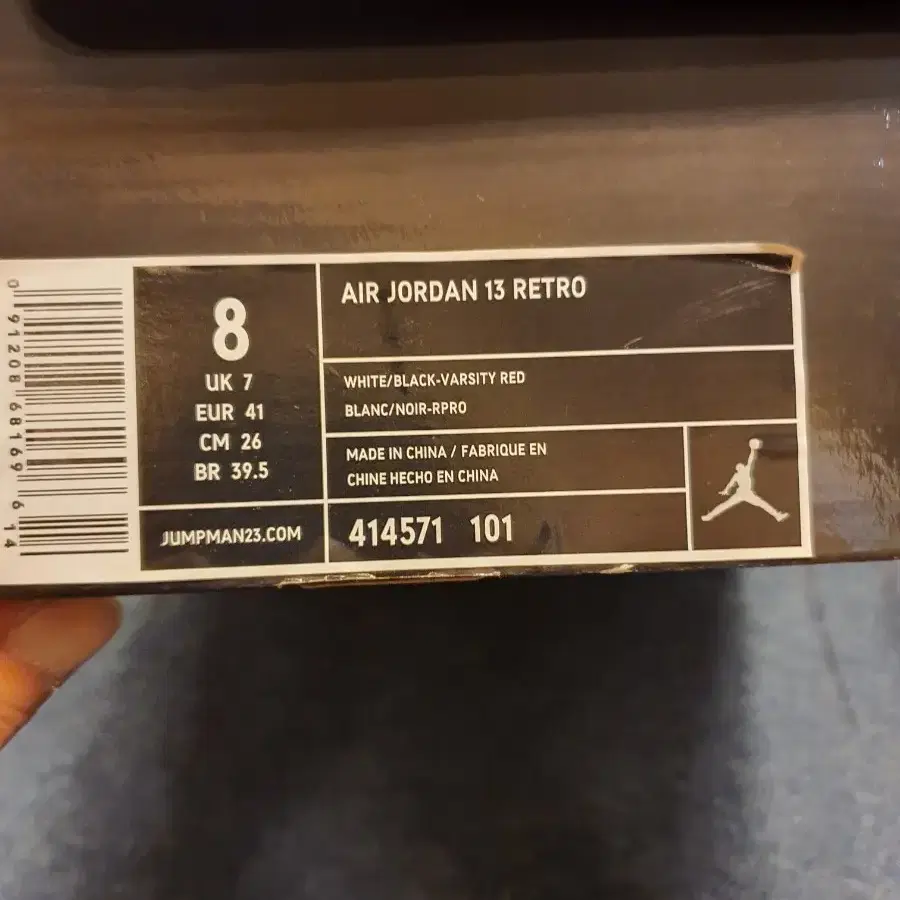 0 91208 68169 6 14
8
UK 7
EUR 41
CM 26
BR 39.5
JUMPMAN23.COM
AIR JORDAN 13 RETRO
WHITE/BLACK-VARSITY RED
BLANC/NOIR-RPRO
MADE IN CHINA / FABRIQUE EN
CHINE HECHO EN CHINA
414571 101